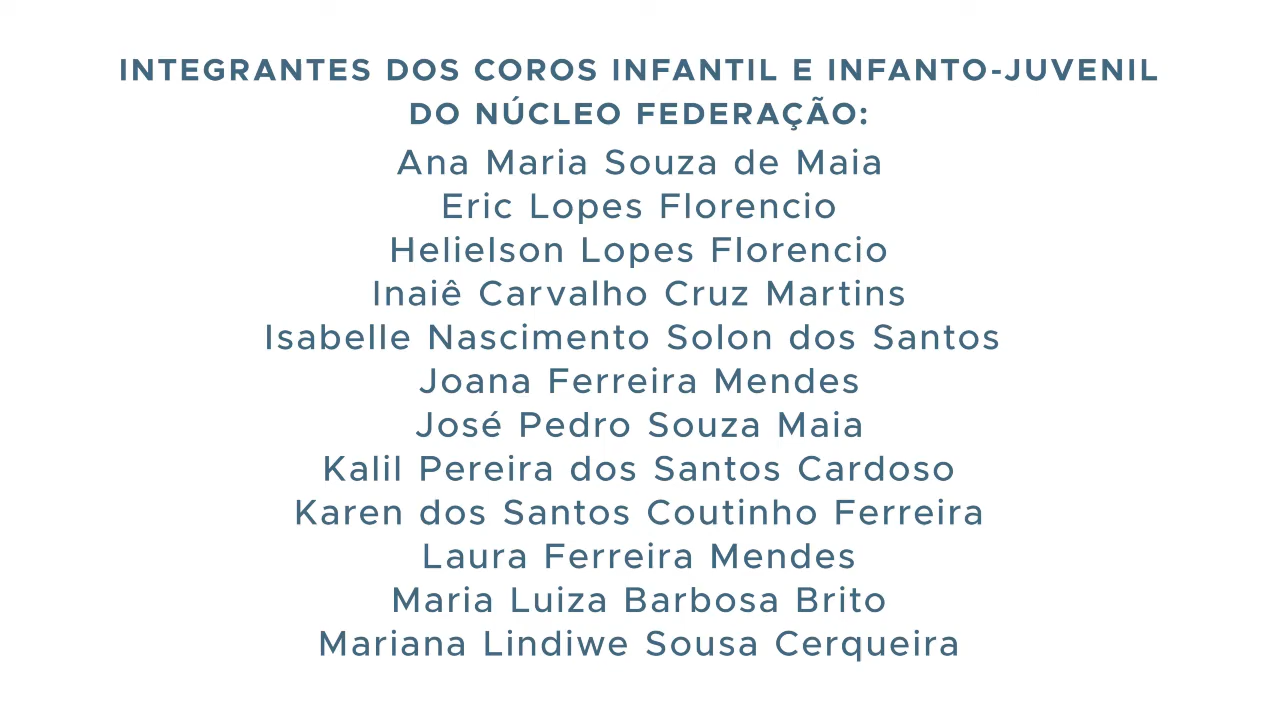 INTEGRANTES DOS COROS INFANTIL E INFANTO-JUVENIL
DO NÚCLEO FEDERAÇÃO:
Ana Maria Souza de Maia
Eric Lopes Florencio
Helielson Lopes Florencio
Inaiê Carvalho Cruz Martins
Isabelle Nascimento Solon dos Santos
Joana Ferreira Mendes
José Pedro Souza Maia
Kalil Pereira dos Santos Cardoso
Karen dos Santos Coutinho Ferreira
Laura Ferreira Mendes
Maria Luiza Barbosa Brito
Mariana Lindiwe Sousa Cerqueira